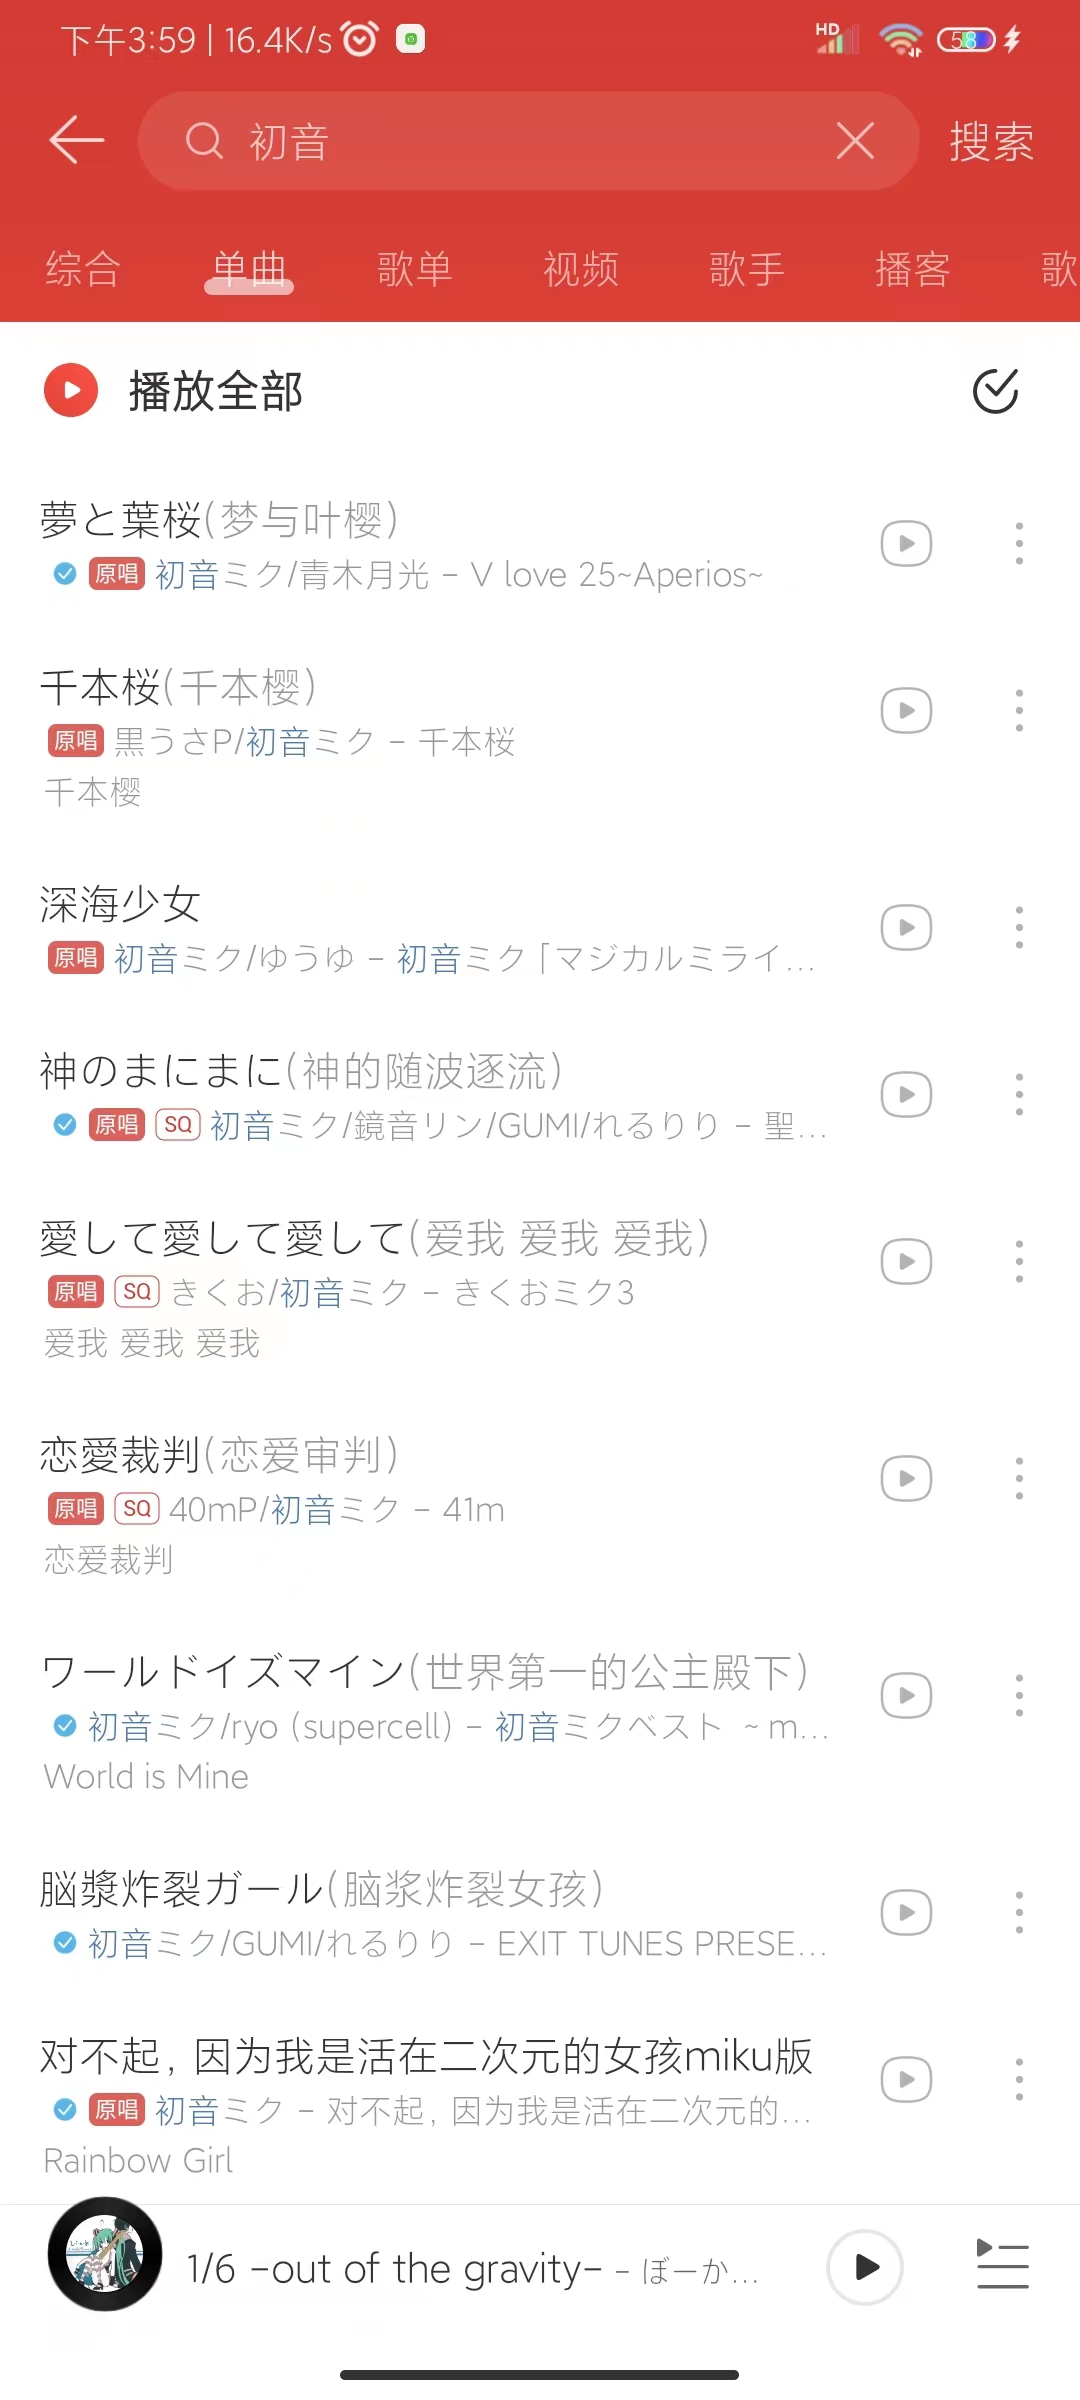 下午3:59 | 16.4K/s HD 58
初音 搜索
综合 单曲 歌单 视频 歌手 播客 歌
播放全部
夢と葉桜(梦与叶樱)
原唱 初音ミク/青木月光 - V love 25~Aperios~
千本桜(千本樱)
原唱 黒うさP/初音ミク - 千本桜
千本樱
深海少女
原唱 初音ミク/ゆうゆ - 初音ミク「マジカルミライ...
神のまにまに(神的随波逐流)
原唱 SQ 初音ミク/鏡音リン/GUMI/れるりり - 聖...
愛して愛して愛して(爱我 爱我 爱我)
原唱 SQ きくお/初音ミク - きくおミク3
爱我 爱我 爱我
恋愛裁判(恋爱审判)
原唱 SQ 40mP/初音ミク - 41m
恋爱裁判
ワールドイズマイン(世界第一的公主殿下)
初音ミク/ryo (supercell) - 初音ミクベスト ~ m...
World is Mine
脳漿炸裂ガール(脑浆炸裂女孩)
初音ミク/GUMI/れるりり - EXIT TUNES PRESE...
对不起, 因为我是活在二次元的女孩miku版
原唱 初音ミク - 对不起, 因为我是活在二次元的...
Rainbow Girl
1/6 -out of the gravity- - ぼーか...